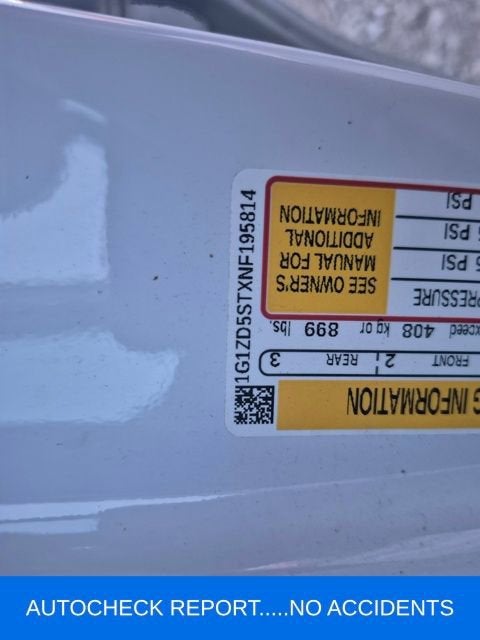 G INFORMATION
FRONT 2 REAR 3
exceed 408 kg or 899 lbs.
PRESSURE
SEE OWNER'S
MANUAL FOR
ADDITIONAL
INFORMATION
PSI
PSI
PSI
1G1ZD5STXNF195814
AUTOCHECK REPORT.....NO ACCIDENTS